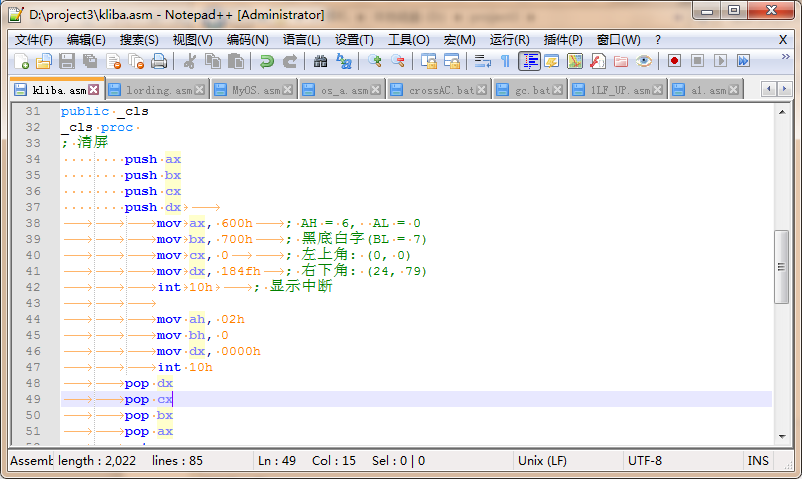 D:\project3\kliba.asm - Notepad++ [Administrator]
文件(F) 编辑(E) 搜索(S) 视图(V) 编码(N) 语言(L) 设置(T) 工具(O) 宏(M) 运行(R) 插件(P) 窗口(W) ? X
kliba.asm lording.asm MyOS.asm os_a.asm crossAC.bat gc.bat 1LF_UP.asm a1.asm
31 public _cls
32 _cls proc
33 ; 清屏
34 push ax
35 push bx
36 push cx
37 push dx
38 mov ax, 600h ; AH = 6, AL = 0
39 mov bx, 700h ; 黑底白字(BL = 7)
40 mov cx, 0 ; 左上角: (0, 0)
41 mov dx, 184fh ; 右下角: (24, 79)
42 int 10h ; 显示中断
43
44 mov ah, 02h
45 mov bh, 0
46 mov dx, 0000h
47 int 10h
48 pop dx
49 pop cx
50 pop bx
51 pop ax
Assemb length : 2,022 lines : 85 Ln : 49 Col : 15 Sel : 0 | 0 Unix (LF) UTF-8 INS